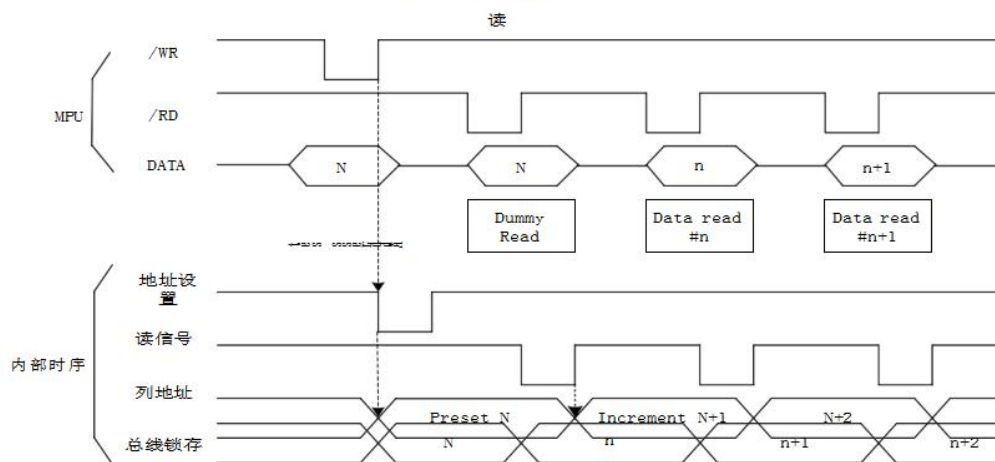 读
MPU
/WR
/RD
DATA
N
N
n
n+1
Dummy
Read
Data read
#n
Data read
#n+1
内部时序
地址设
置
读信号
列地址
Preset N
Increment N+1
N+2
总线锁存
N
n
n+1
n+2